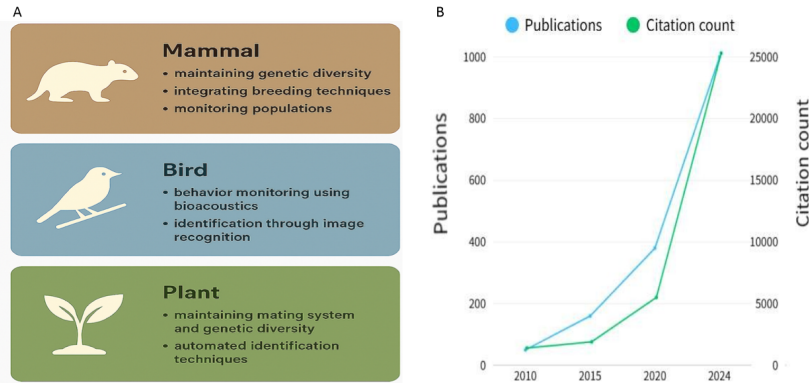 A
Mammal
• maintaining genetic diversity
• integrating breeding techniques
• monitoring populations
Bird
• behavior monitoring using
bioacoustics
• identification through image
recognition
Plant
• maintaining mating system
and genetic diversity
• automated identification
techniques
B
Publications
Citation count
1000
800
600
400
200
0
Publications
25000
20000
15000
10000
5000
0
Citation count
2010
2015
2020
2024